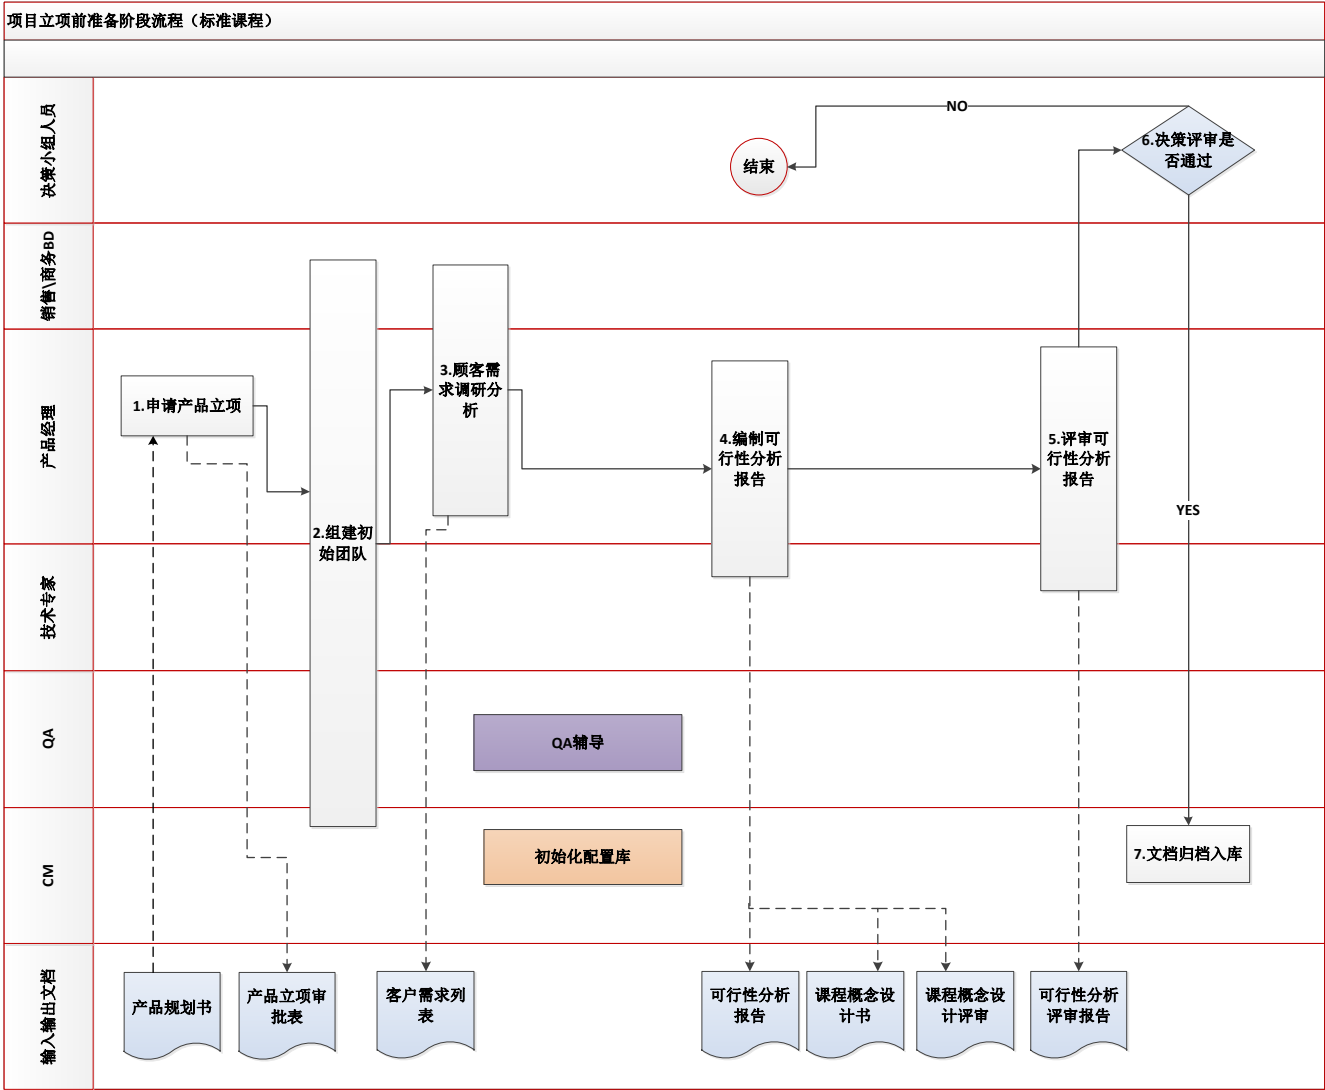 项目立项前准备阶段流程（标准课程）
决策小组人员
NO
结束
6.决策评审是
否通过
销售\商务BD
产品经理
1.申请产品立项
2.组建初
始团队
3.顾客需
求调研分
析
4.编制可
行性分析
报告
5.评审可
行性分析
报告
YES
技术专家
QA
QA辅导
CM
初始化配置库
7.文档归档入库
输入输出文档
产品规划书
产品立项审
批表
客户需求列
表
可行性分析
报告
课程概念设
计书
课程概念设
计评审
可行性分析
评审报告